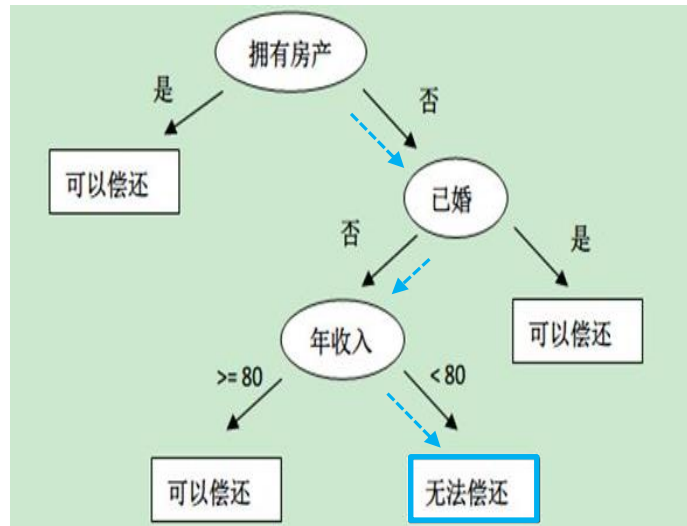 拥有房产
是
否
可以偿还
已婚
否
是
年收入
可以偿还
>= 80
< 80
可以偿还
无法偿还